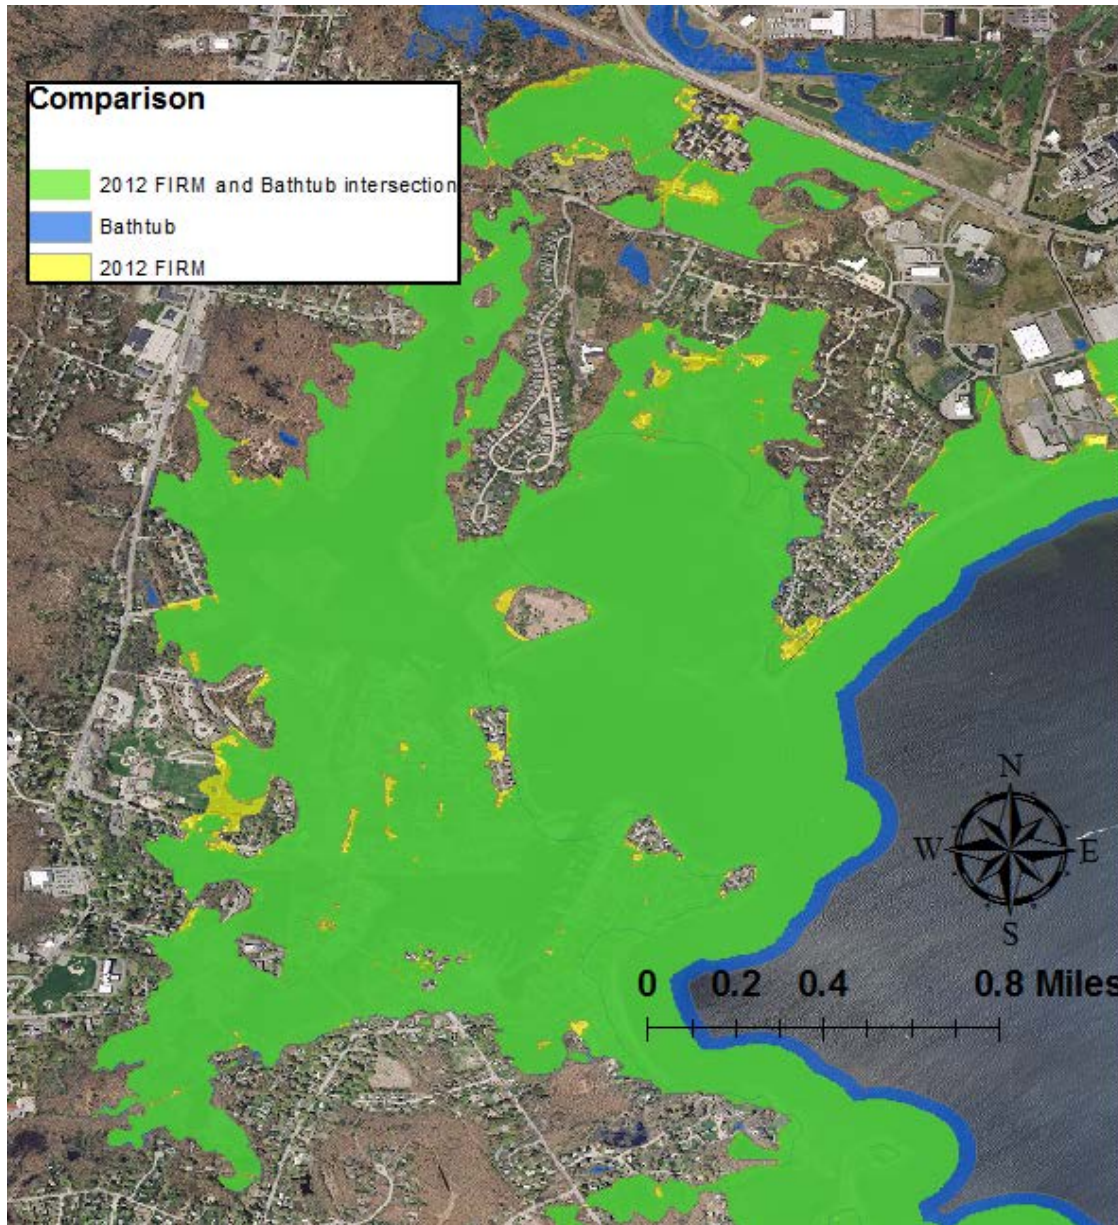 Comparison
2012 FIRM and Bathtub intersection
Bathtub
2012 FIRM
N
W E
S
0 0.2 0.4 0.8 Miles